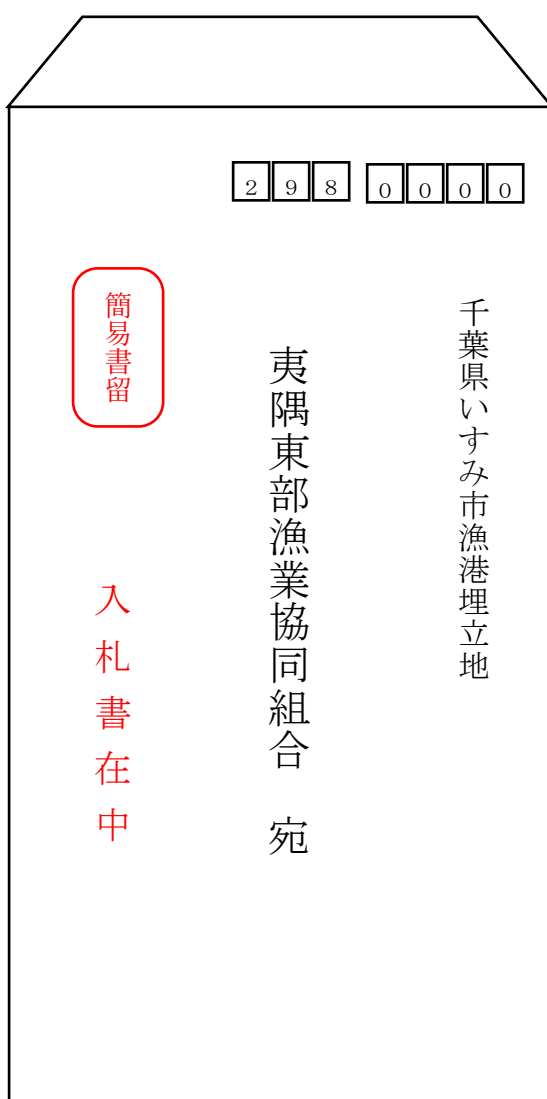 298 0000
千葉県いすみ市漁港埋立地
夷隅東部漁業協同組合　宛
簡易書留
入札書在中